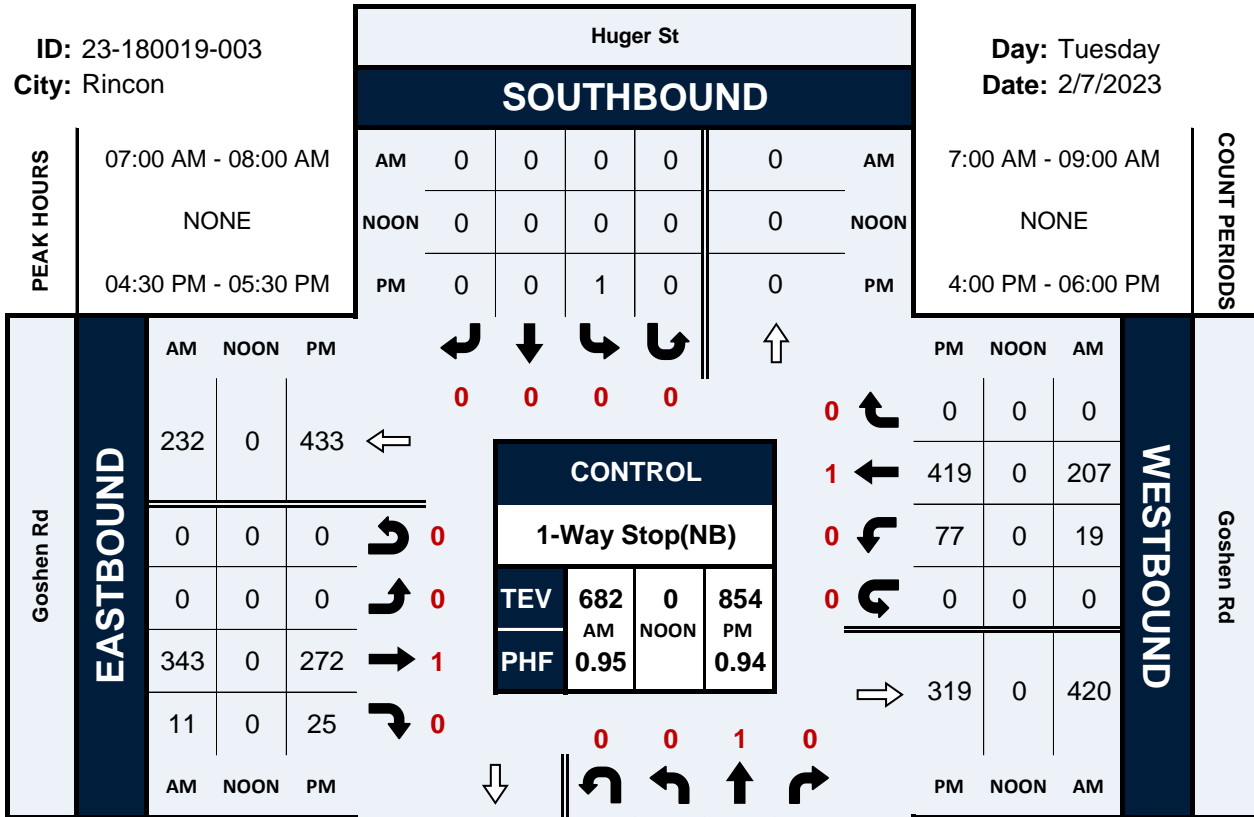 ID: 23-180019-003
City: Rincon
Huger St
SOUTHBOUND
Day: Tuesday
Date: 2/7/2023
PEAK HOURS
07:00 AM - 08:00 AM
NONE
04:30 PM - 05:30 PM
AM 0 0 0 0 0 AM
NOON 0 0 0 0 0 NOON
PM 0 0 1 0 0 PM
7:00 AM - 09:00 AM
NONE
4:00 PM - 06:00 PM
COUNT PERIODS
0 0 0 0
Goshen Rd
EASTBOUND
AM NOON PM
232 0 433
0 0 0 0
0 0 0 0
343 0 272 1
11 0 25 0
AM NOON PM
CONTROL
1-Way Stop(NB)
TEV 682 0 854
AM NOON PM
PHF 0.95 0.94
PM NOON AM
0 0 0 0
1 419 0 207
0 77 0 19
0 0 0 0
319 0 420
PM NOON AM
WESTBOUND
Goshen Rd
0 0 1 0